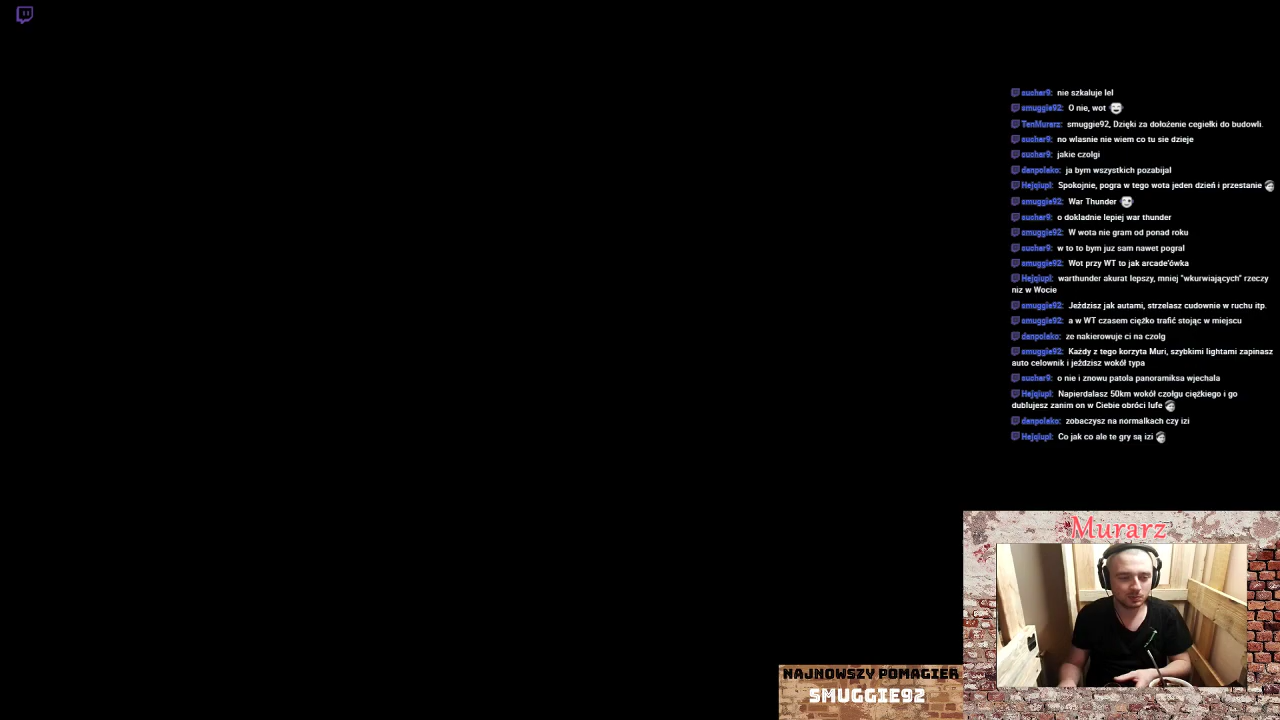 sucharr9: nie szkaluje lel
smuggie92: O nie, wot
TenMurarz: smuggie92, Dzięki za dołożenie cegiełki do budowli.
sucharr9: no wlasnie nie wiem co tu sie dzieje
sucharr9: jakie czolgi
danpolako: ja bym wszystkich pozabijal
Hejqiupl: Spokojnie, pogra w tego wota jeden dzień i przestanie
smuggie92: War Thunder
sucharr9: o dokladnie lepiej war thunder
smuggie92: W wota nie gram od ponad roku
sucharr9: w to to bym juz sam nawet pogral
smuggie92: Wot przy WT to jak arcade'ówka
Hejqiupl: warthunder akurat lepszy, mniej "wkurwiających" rzeczy
niz w Wocie
smuggie92: Jeździsz jak autami, strzelasz cudownie w ruchu itp.
smuggie92: a w WT czasem ciężko trafić stojąc w miejscu
danpolako: ze nakierowuje ci na czolg
smuggie92: Każdy z tego korzyta Muri, szybkimi lightami zapinasz
auto celownik i jeździsz wokół typa
sucharr9: o nie i znowu patola panoramiksa wjechala
Hejqiupl: Napierdalasz 50km wokół czołgu ciężkiego i go
dublujesz zanim on w Ciebie obróci lufe
danpolako: zobaczysz na normalkach czy izi
Hejqiupl: Co jak co ale te gry są izi
Murarz
NAJNOWSZY POMAGIER
SMUGGIE92